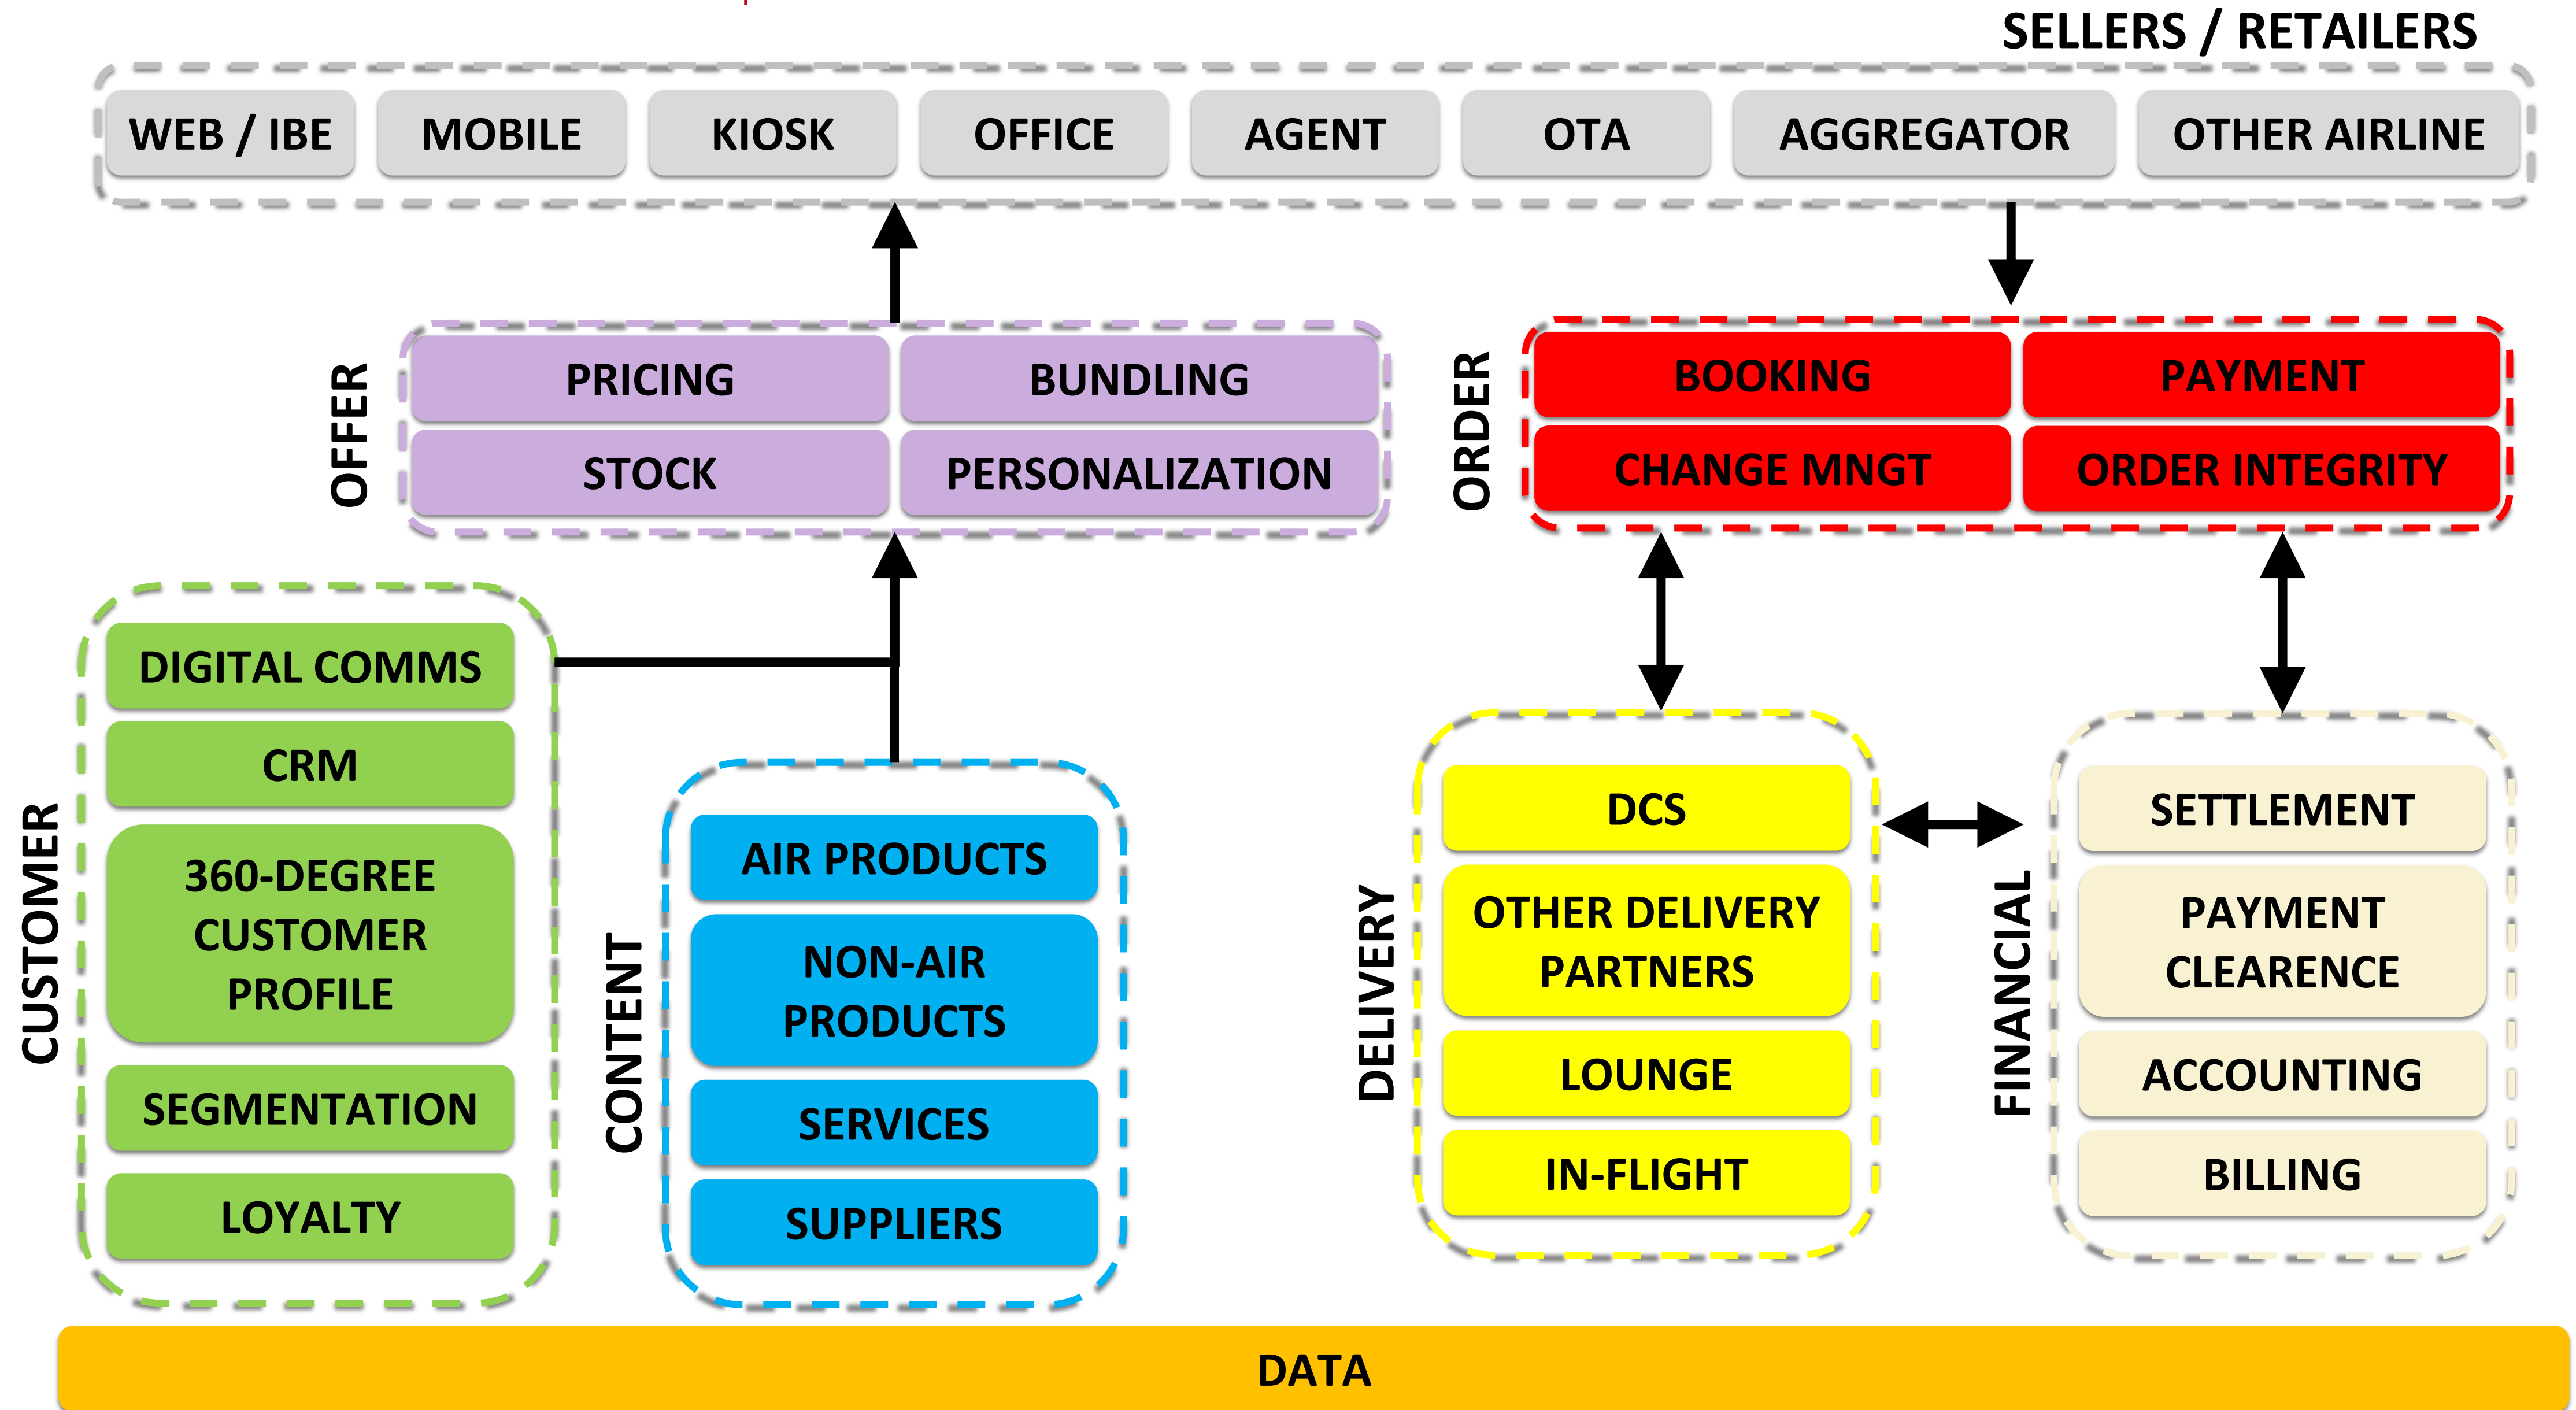 SELLERS / RETAILERS
WEB / IBE
MOBILE
KIOSK
OFFICE
AGENT
OTA
AGGREGATOR
OTHER AIRLINE
OFFER
PRICING
BUNDLING
STOCK
PERSONALIZATION
ORDER
BOOKING
PAYMENT
CHANGE MNGT
ORDER INTEGRITY
CUSTOMER
DIGITAL COMMS
CRM
360-DEGREE
CUSTOMER
PROFILE
SEGMENTATION
LOYALTY
CONTENT
AIR PRODUCTS
NON-AIR
PRODUCTS
SERVICES
SUPPLIERS
DELIVERY
DCS
OTHER DELIVERY
PARTNERS
LOUNGE
IN-FLIGHT
FINANCIAL
SETTLEMENT
PAYMENT
CLEARENCE
ACCOUNTING
BILLING
DATA